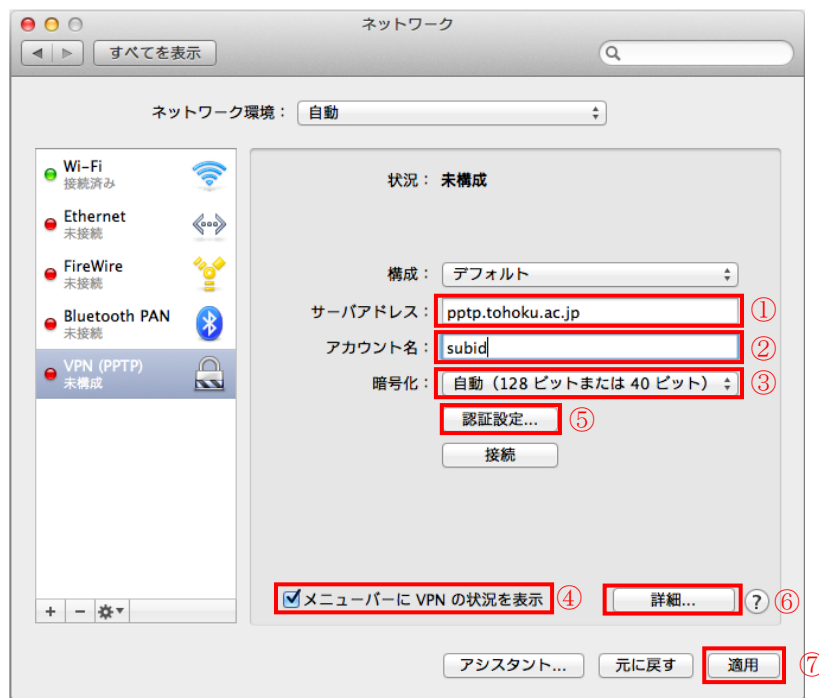 ネットワーク
すべてを表示
ネットワーク環境： 自動
Wi-Fi
接続済み
Ethernet
未接続
FireWire
未接続
Bluetooth PAN
未接続
VPN (PPTP)
未構成
状況： 未構成
構成： デフォルト
サーバアドレス： pptp.tohoku.ac.jp ①
アカウント名： subid ②
暗号化： 自動（128 ビットまたは 40 ビット） ③
認証設定... ⑤
接続
メニューバーに VPN の状況を表示 ④ 詳細... ? ⑥
+ −
アシスタント... 元に戻す 適用 ⑦